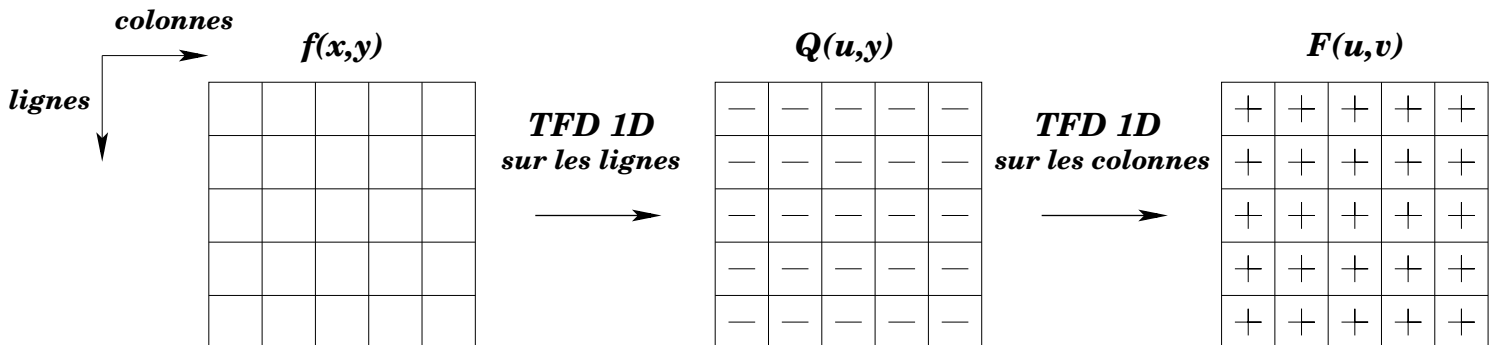 colonnes
lignes
f(x,y)
TFD 1D
sur les lignes
Q(u,y)
TFD 1D
sur les colonnes
F(u,v)